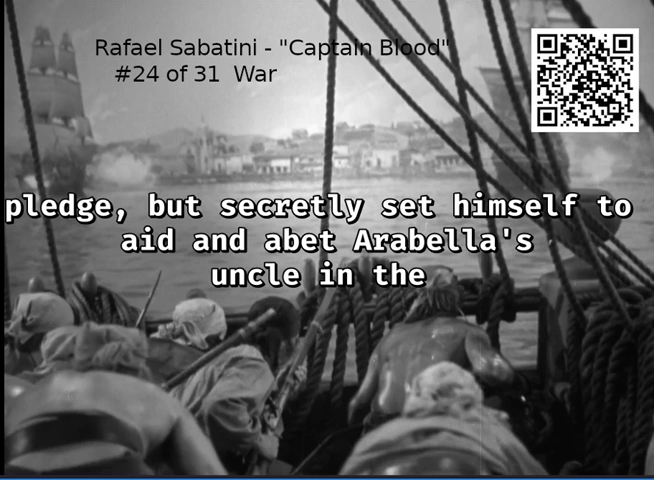 Rafael Sabatini - "Captain Blood"
#24 of 31  War
pledge, but secretly set himself to
aid and abet Arabella's
uncle in the